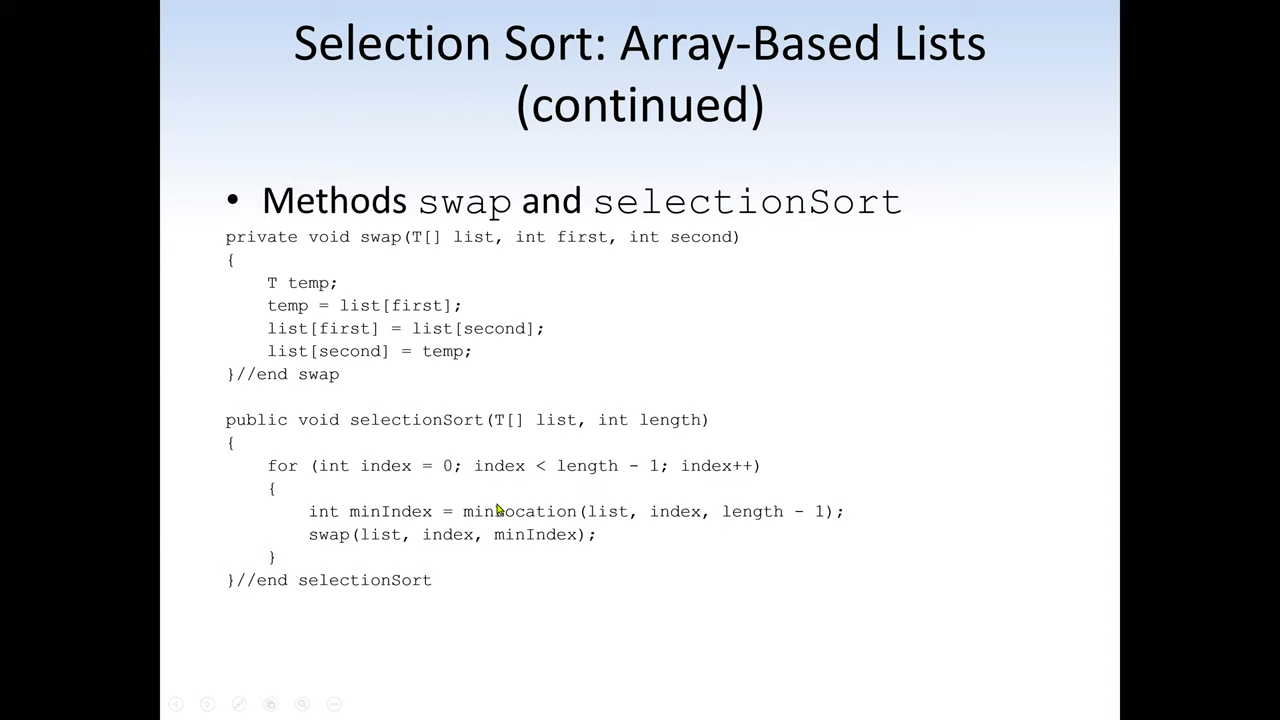 Selection Sort: Array-Based Lists
(continued)
• Methods swap and selectionSort
private void swap(T[] list, int first, int second)
{
    T temp;
    temp = list[first];
    list[first] = list[second];
    list[second] = temp;
}//end swap

public void selectionSort(T[] list, int length)
{
    for (int index = 0; index < length - 1; index++)
    {
        int minIndex = minLocation(list, index, length - 1);
        swap(list, index, minIndex);
    }
}//end selectionSort